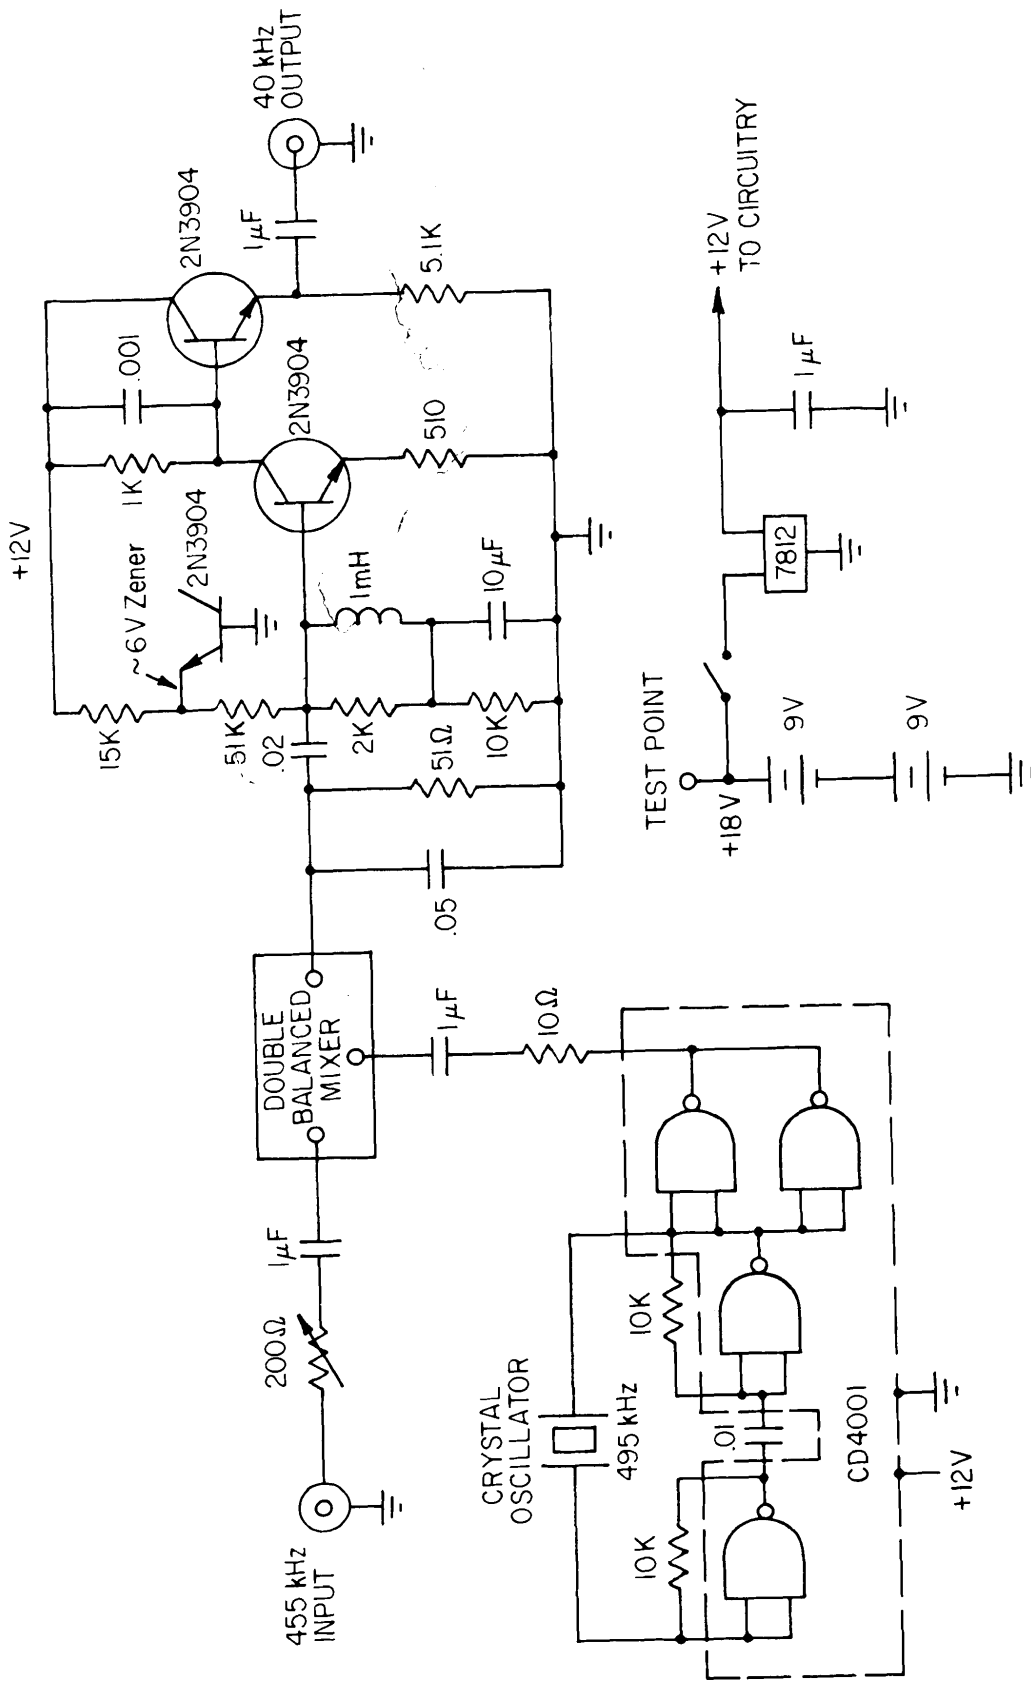 455 kHz
INPUT
200Ω
1µF
DOUBLE
BALANCED
MIXER
1µF
10Ω
.05
51Ω
.02
+12V
15K
~6V Zener
2N3904
51K
2K
10K
1mH
10µF
1K
.001
2N3904
510
2N3904
5.1K
1µF
40 kHz
OUTPUT
CRYSTAL
OSCILLATOR
495 kHz
10K
.01
10K
CD4001
+12V
TEST POINT
+18V
9V
9V
7812
1µF
+12V
TO CIRCUITRY